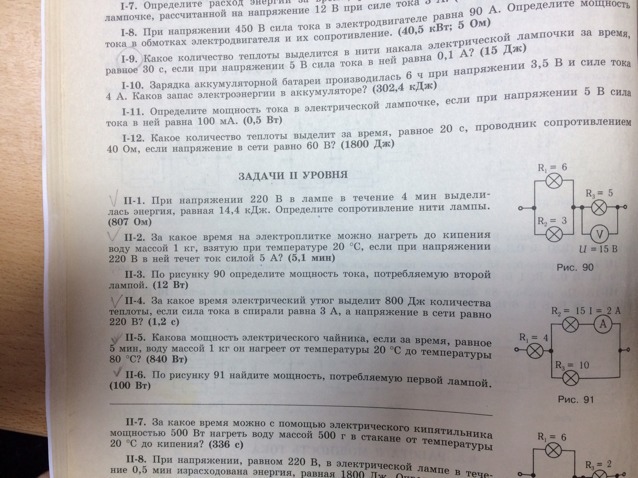 I-7. Определите расход энергии за
лампочке, рассчитанной на напряжение 12 В при силе тока 3
I-8. При напряжении 450 В сила тока в электродвигателе равна 90 А. Определите мощность
тока в обмотках электродвигателя и их сопротивление. (40,5 кВт; 5 Ом)
I-9. Какое количество теплоты выделится в нити накала электрической лампочки за время,
равное 30 с, если при напряжении 5 В сила тока в ней равна 0,1 А? (15 Дж)
I-10. Зарядка аккумуляторной батареи производилась 6 ч при напряжении 3,5 В и силе тока
4 А. Каков запас электроэнергии в аккумуляторе? (302,4 кДж)
I-11. Определите мощность тока в электрической лампочке, если при напряжении 5 В сила
тока в ней равна 100 мА. (0,5 Вт)
I-12. Какое количество теплоты выделит за время, равное 20 с, проводник сопротивлением
40 Ом, если напряжение в сети равно 60 В? (1800 Дж)
ЗАДАЧИ II УРОВНЯ
II-1. При напряжении 220 В в лампе в течение 4 мин выдели-
лась энергия, равная 14,4 кДж. Определите сопротивление нити лампы.
(807 Ом)
II-2. За какое время на электроплитке можно нагреть до кипения
воду массой 1 кг, взятую при температуре 20 °С, если при напряжении
220 В в ней течет ток силой 5 А? (5,1 мин)
II-3. По рисунку 90 определите мощность тока, потребляемую второй
лампой. (12 Вт)
II-4. За какое время электрический утюг выделит 800 Дж количества
теплоты, если сила тока в спирали равна 3 А, а напряжение в сети равно
220 В? (1,2 с)
II-5. Какова мощность электрического чайника, если за время, равное
5 мин, воду массой 1 кг он нагреет от температуры 20 °С до температуры
80 °С? (840 Вт)
II-6. По рисунку 91 найдите мощность, потребляемую первой лампой.
(100 Вт)
R₁ = 6
R₃ = 5
R₂ = 3
V
U = 15 В
Рис. 90
R₂ = 15 I = 2 А
R₁ = 4
А
R₃ = 10
Рис. 91
II-7. За какое время можно с помощью электрического кипятильника
мощностью 500 Вт нагреть воду массой 500 г в стакане от температуры
20 °С до кипения? (336 с)
II-8. При напряжении, равном 220 В, в электрической лампе в тече-
ние 0,5 мин израсходована энергия, равная 1800 Дж.
R₁ = 6
R₃ = 2